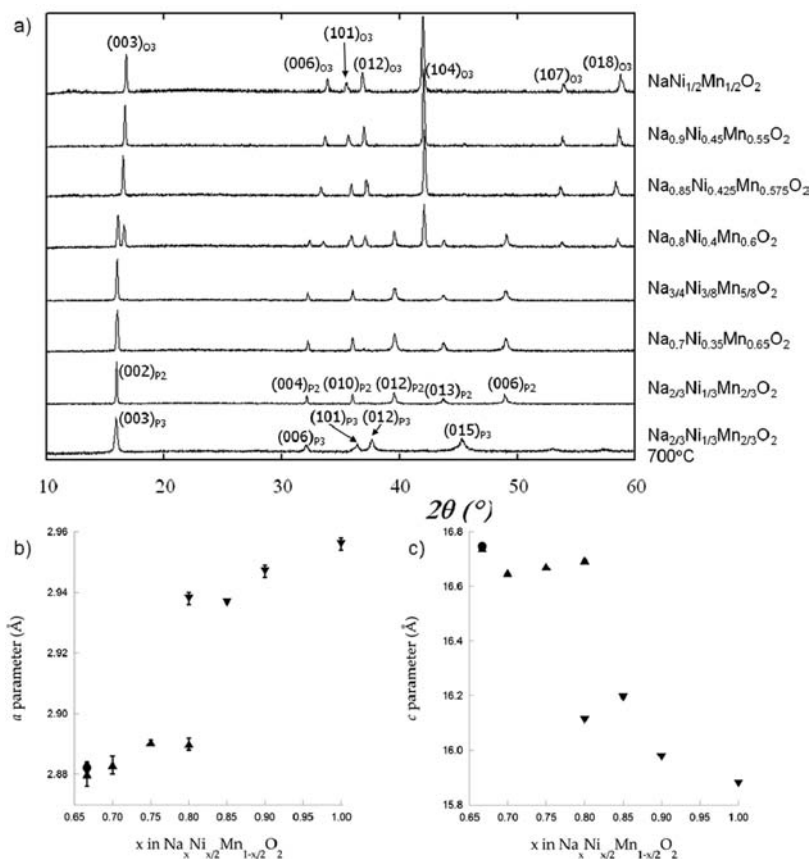 a)
(003)O3
(006)O3
(101)O3
(012)O3
(104)O3
(107)O3
(018)O3
NaNi1/2Mn1/2O2
Na0.9Ni0.45Mn0.55O2
Na0.85Ni0.425Mn0.575O2
Na0.8Ni0.4Mn0.6O2
Na3/4Ni3/8Mn5/8O2
Na0.7Ni0.35Mn0.65O2
(002)P2
(004)P2
(010)P2
(012)P2
(013)P2
(006)P2
Na2/3Ni1/3Mn2/3O2
(003)P3
(006)P3
(101)P3
(012)P3
(015)P3
Na2/3Ni1/3Mn2/3O2
700°C
10 20 30 40 50 60
2θ (°)
b)
a parameter (Å)
2.96
2.94
2.92
2.90
2.88
0.65 0.70 0.75 0.80 0.85 0.90 0.95 1.00
x in NaxNix/2Mn1-x/2O2
c)
c parameter (Å)
16.8
16.6
16.4
16.2
16.0
15.8
0.65 0.70 0.75 0.80 0.85 0.90 0.95 1.00
x in NaxNix/2Mn1-x/2O2